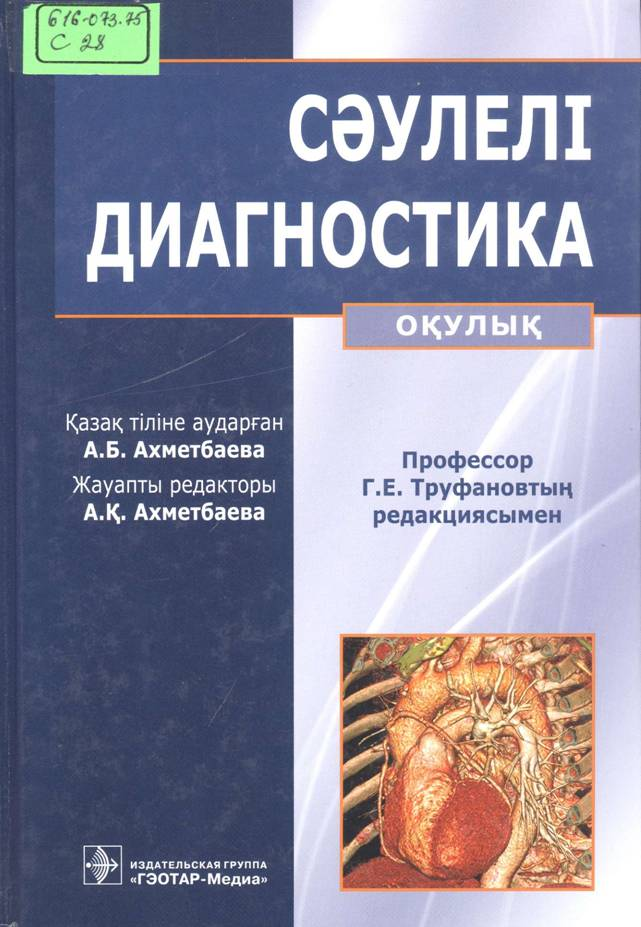 616-073.75
С 28
СӘУЛЕЛІ
ДИАГНОСТИКА
ОҚУЛЫҚ
Қазақ тіліне аударған
А.Б. Ахметбаева
Жауапты редакторы
А.Қ. Ахметбаева
Профессор
Г.Е. Труфановтың
редакциясымен
ИЗДАТЕЛЬСКАЯ ГРУППА
«ГЭОТАР-Медиа»